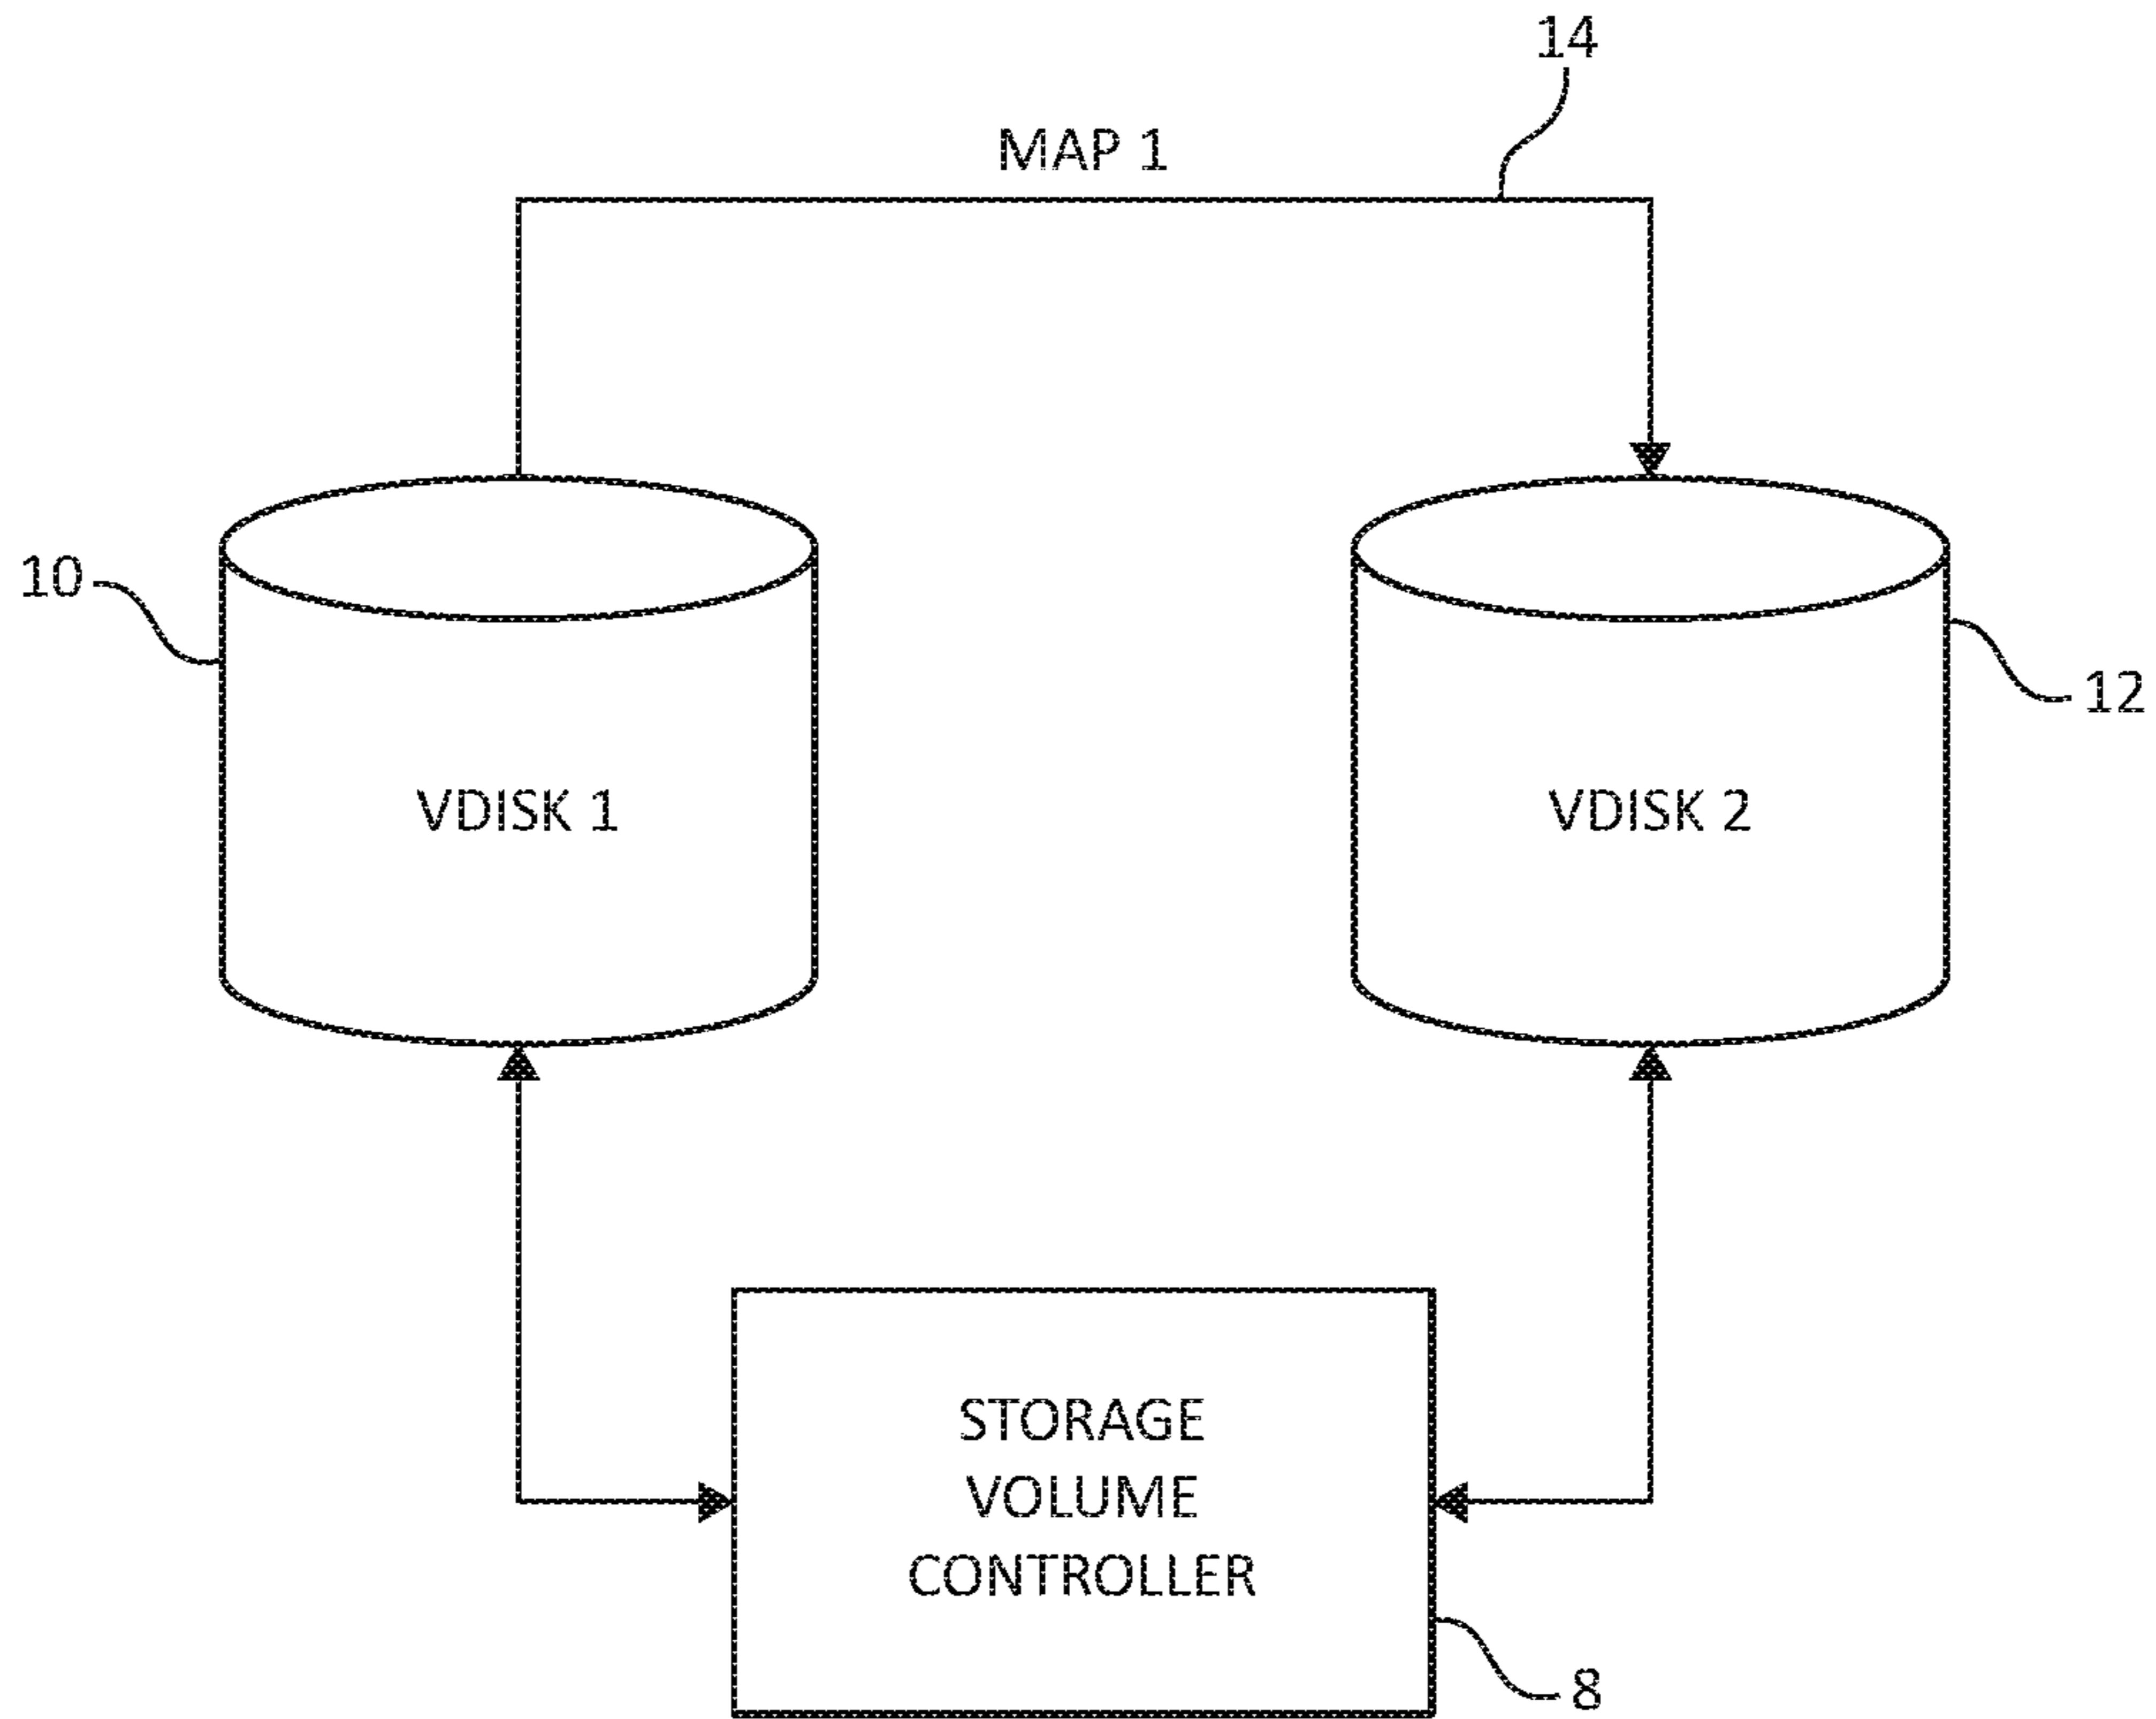 14
MAP 1
10
12
VDISK 1
VDISK 2
STORAGE
VOLUME
CONTROLLER
8